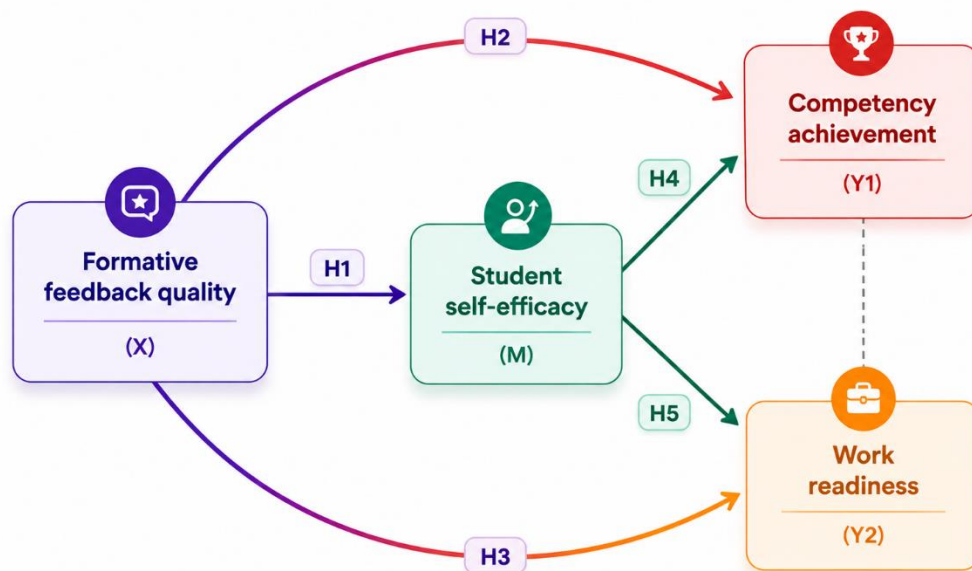 H2
Competency
achievement
(Y1)
H4
Formative
feedback quality
(X)
H1
Student
self-efficacy
(M)
H5
Work
readiness
(Y2)
H3